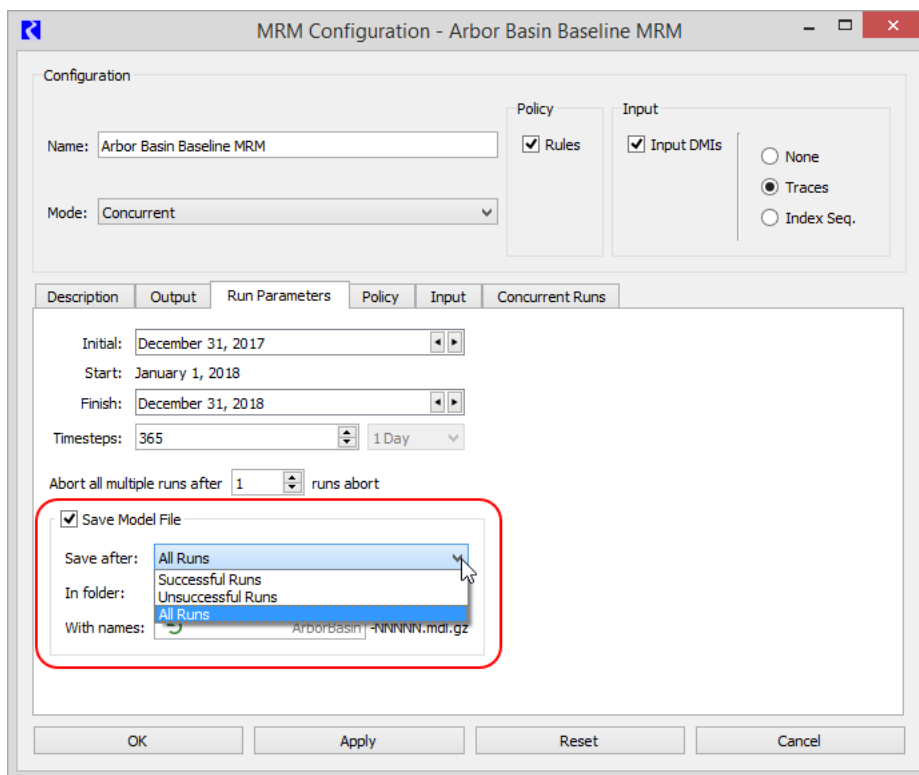 MRM Configuration - Arbor Basin Baseline MRM
Configuration
Policy
Input
Name: Arbor Basin Baseline MRM
Rules
Input DMIs
None
Traces
Index Seq.
Mode: Concurrent
Description Output Run Parameters Policy Input Concurrent Runs
Initial: December 31, 2017
Start: January 1, 2018
Finish: December 31, 2018
Timesteps: 365 1 Day
Abort all multiple runs after 1 runs abort
Save Model File
Save after: All Runs
Successful Runs
In folder: Unsuccessful Runs
All Runs
With names: ArborBasin -NNNNN.mdl.gz
OK Apply Reset Cancel